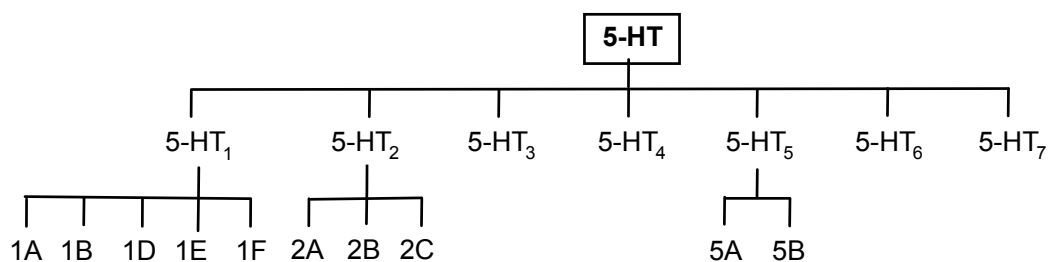 5-HT
5-HT₁ 5-HT₂ 5-HT₃ 5-HT₄ 5-HT₅ 5-HT₆ 5-HT₇
1A 1B 1D 1E 1F 2A 2B 2C 5A 5B